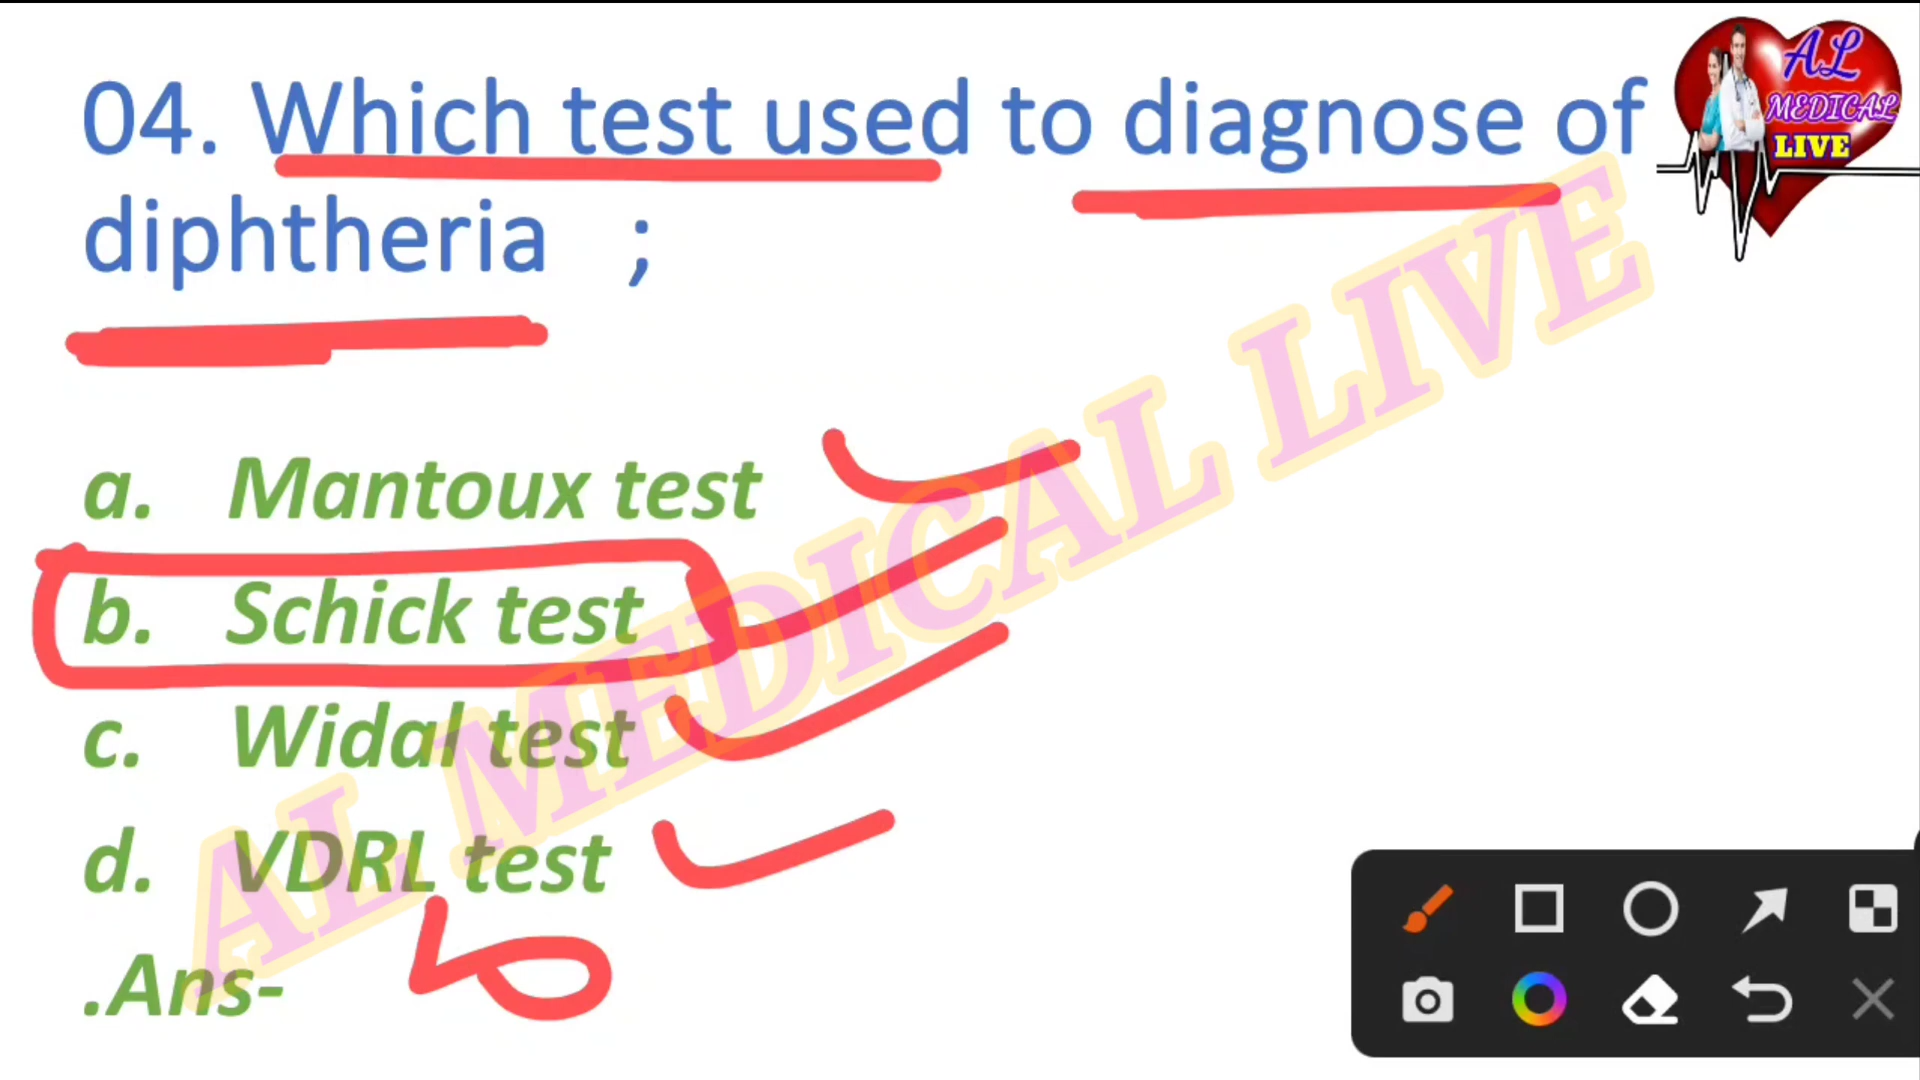 AL
MEDICAL
LIVE
04. Which test used to diagnose of
diphtheria ;
a. Mantoux test
b. Schick test
c. Widal test
d. VDRL test
.Ans- b
AL MEDICAL LIVE